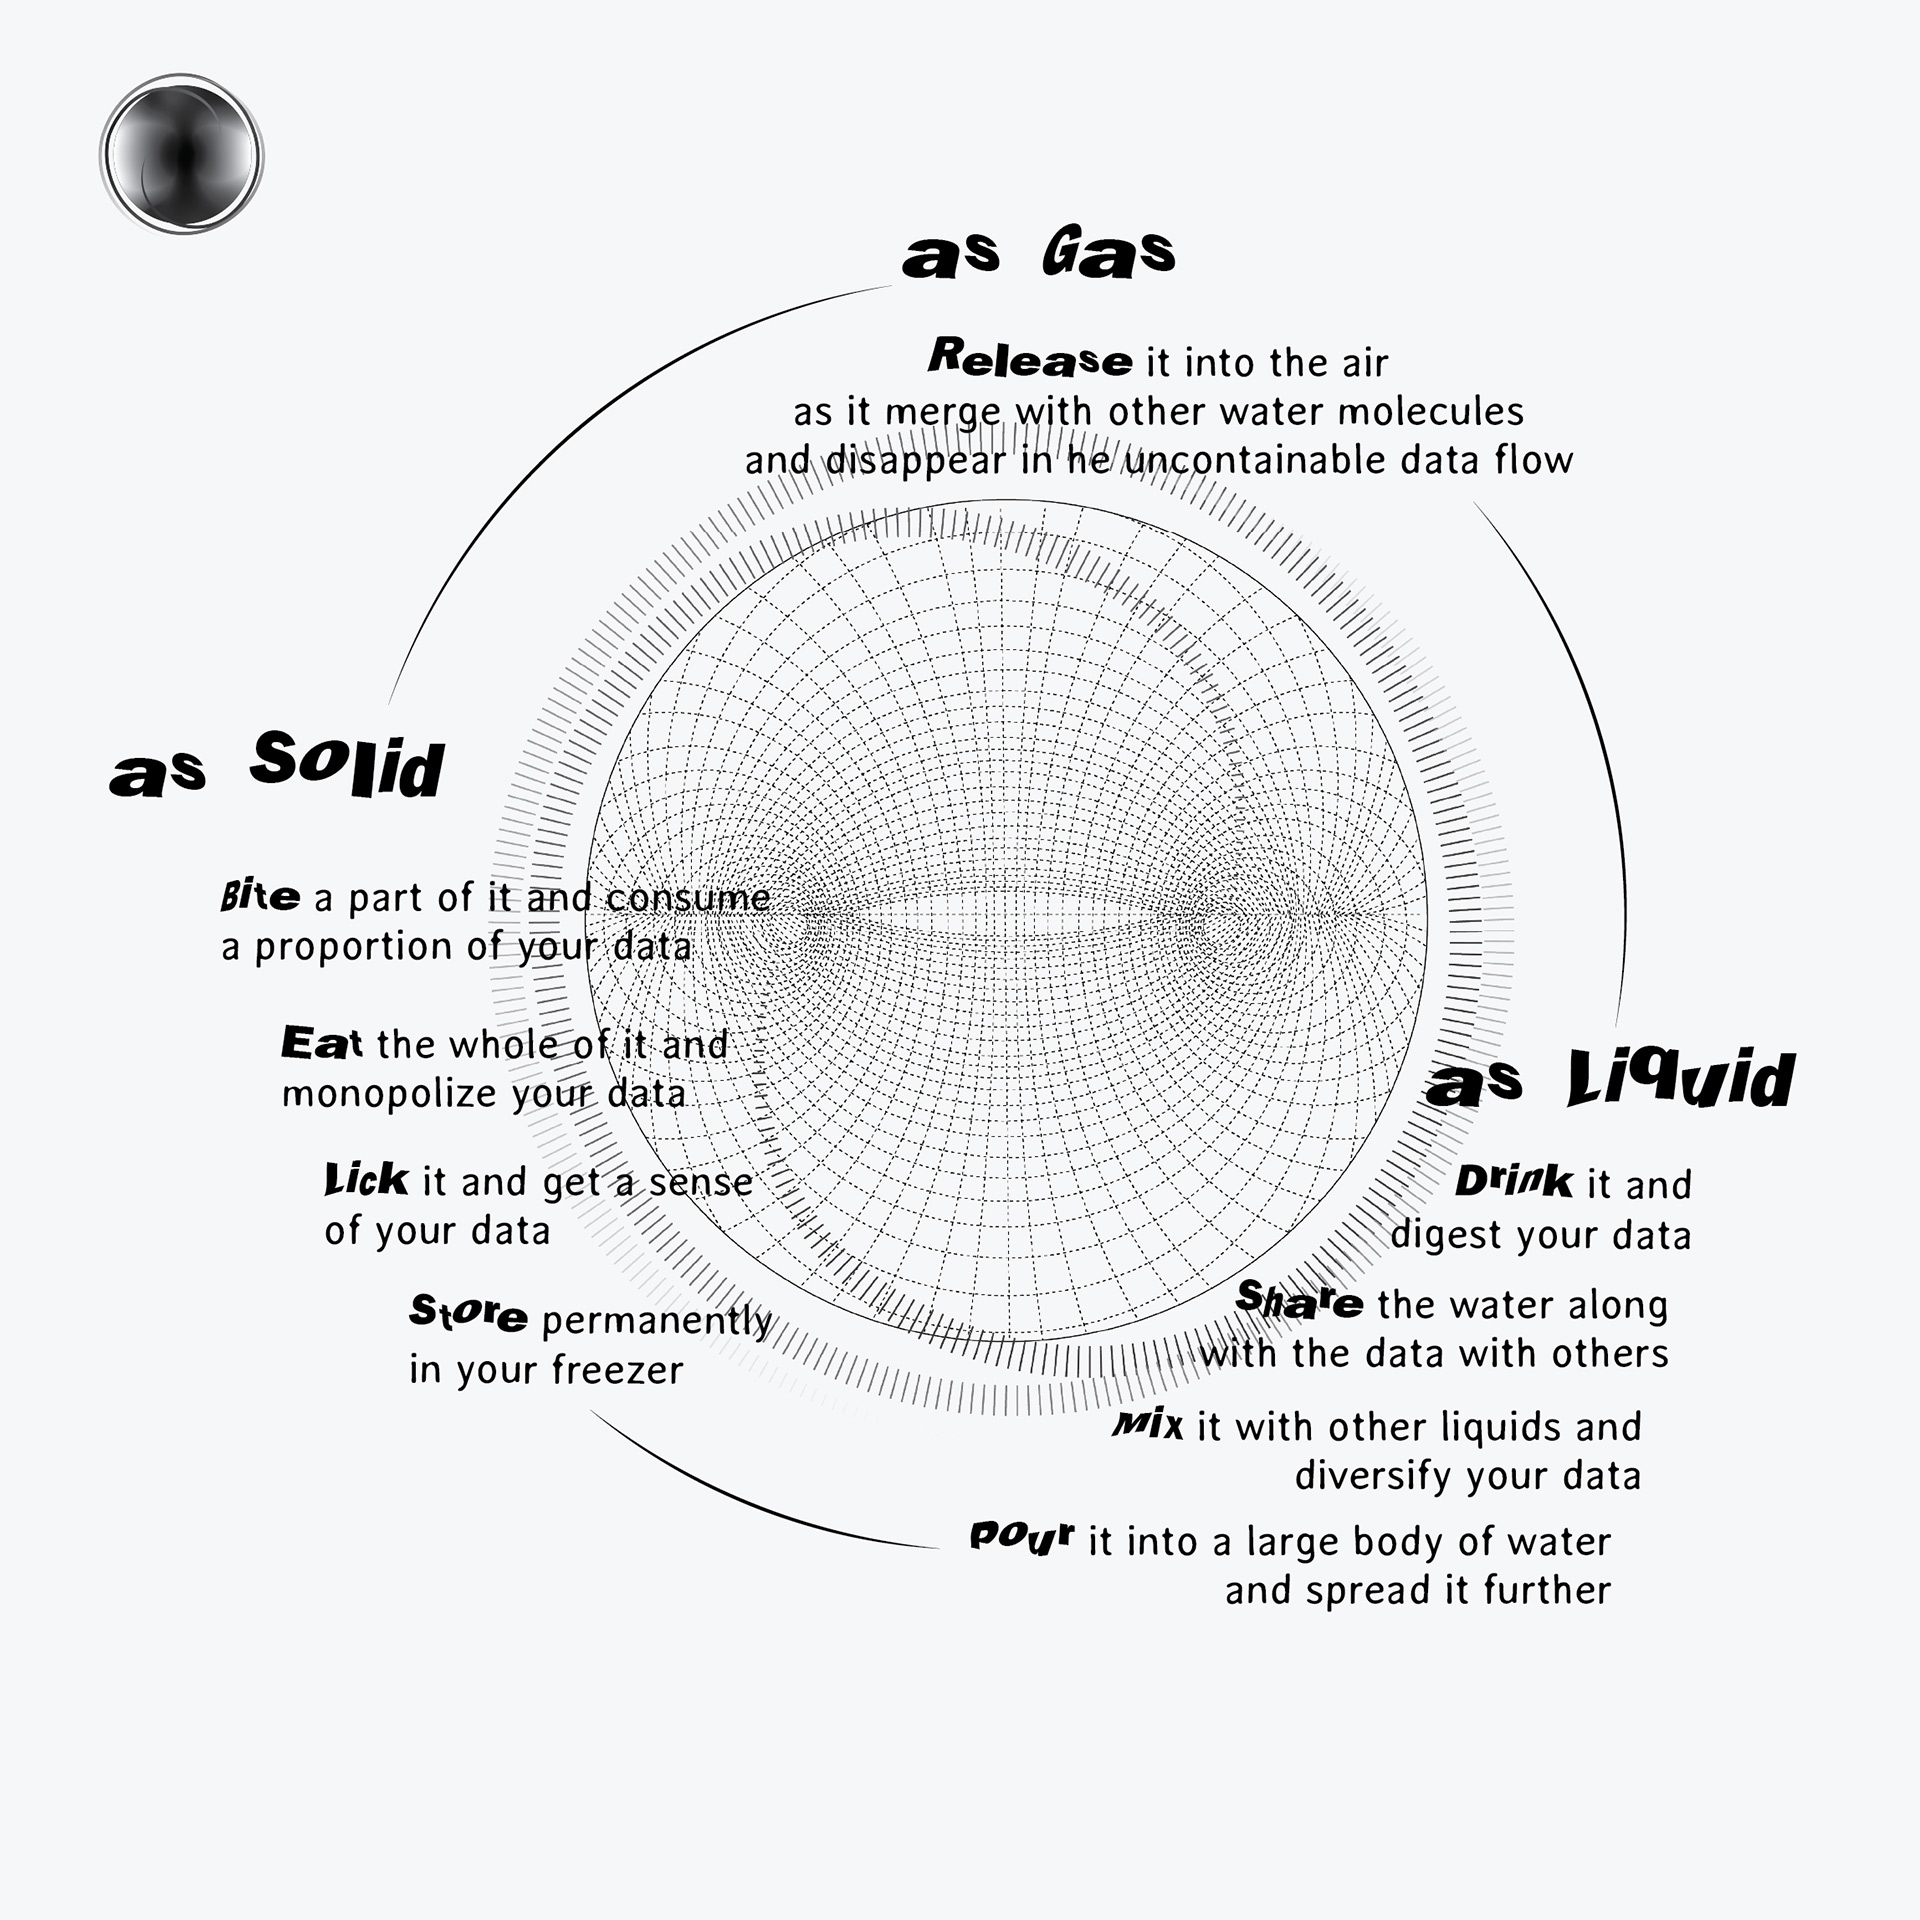 as Gas
Release it into the air
as it merge with other water molecules
and disappear in he uncontainable data flow
as Solid
Bite a part of it and consume
a proportion of your data
Eat the whole of it and
monopolize your data
Lick it and get a sense
of your data
Store permanently
in your freezer
as Liquid
Drink it and
digest your data
Share the water along
with the data with others
Mix it with other liquids and
diversify your data
Pour it into a large body of water
and spread it further